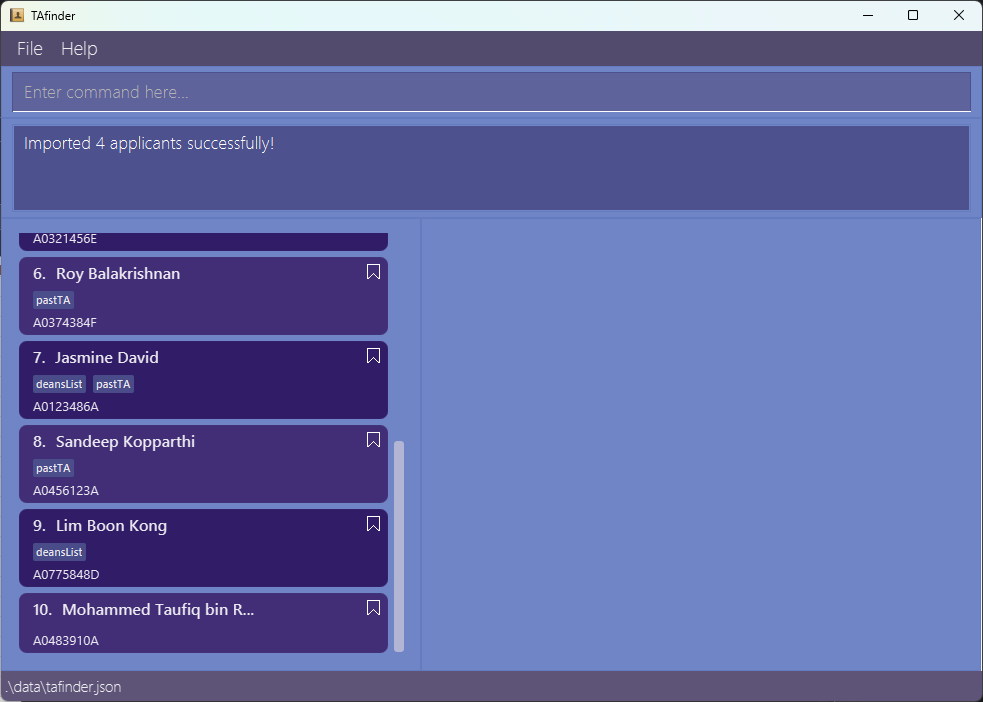 TAfinder
File Help
Enter command here...
Imported 4 applicants successfully!
A0321456E
6. Roy Balakrishnan
pastTA
A0374384F
7. Jasmine David
deansList pastTA
A0123486A
8. Sandeep Kopparthi
pastTA
A0456123A
9. Lim Boon Kong
deansList
A0775848D
10. Mohammed Taufiq bin R...
A0483910A
.\data\tafinder.json